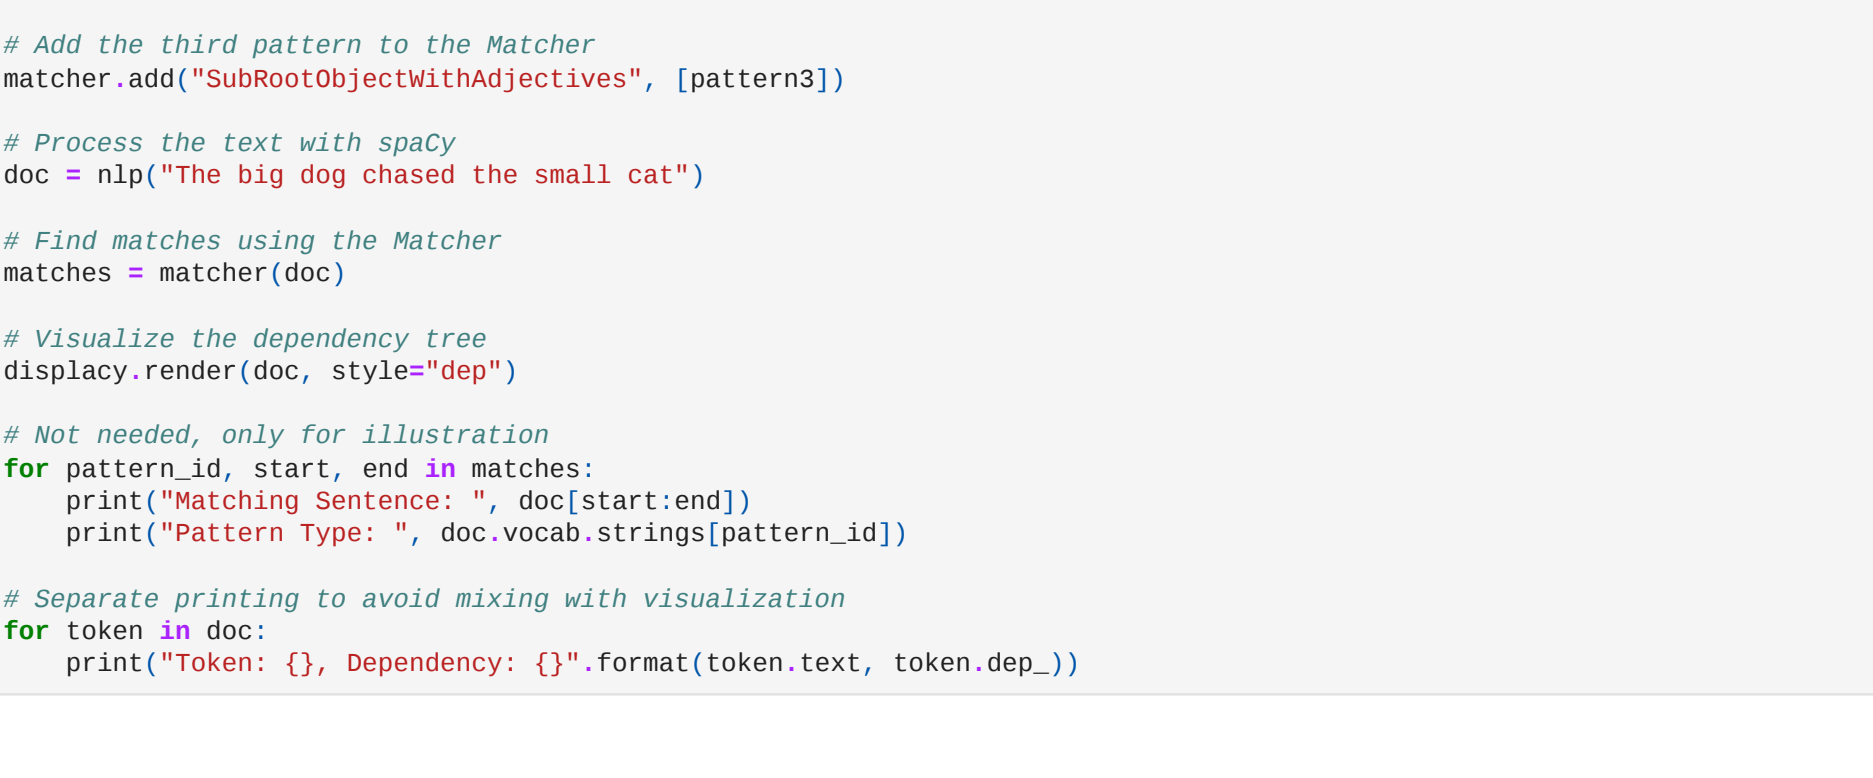 # Add the third pattern to the Matcher
matcher.add("SubRootObjectWithAdjectives", [pattern3])
# Process the text with spaCy
doc = nlp("The big dog chased the small cat")
# Find matches using the Matcher
matches = matcher(doc)
# Visualize the dependency tree
displacy.render(doc, style="dep")
# Not needed, only for illustration
for pattern_id, start, end in matches:
    print("Matching Sentence: ", doc[start:end])
    print("Pattern Type: ", doc.vocab.strings[pattern_id])
# Separate printing to avoid mixing with visualization
for token in doc:
    print("Token: {}, Dependency: {}".format(token.text, token.dep_))